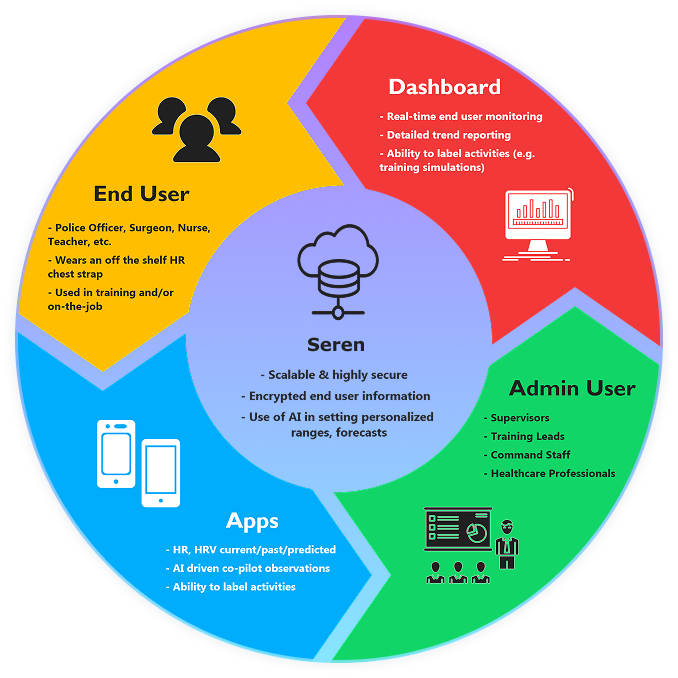 Dashboard
- Real-time end user monitoring
- Detailed trend reporting
- Ability to label activities (e.g.
training simulations)
End User
- Police Officer, Surgeon, Nurse,
Teacher, etc.
- Wears an off the shelf HR
chest strap
- Used in training and/or
on-the-job
Seren
- Scalable & highly secure
- Encrypted end user information
- Use of AI in setting personalized
ranges, forecasts
Admin User
- Supervisors
- Training Leads
- Command Staff
- Healthcare Professionals
Apps
- HR, HRV current/past/predicted
- AI driven co-pilot observations
- Ability to label activities